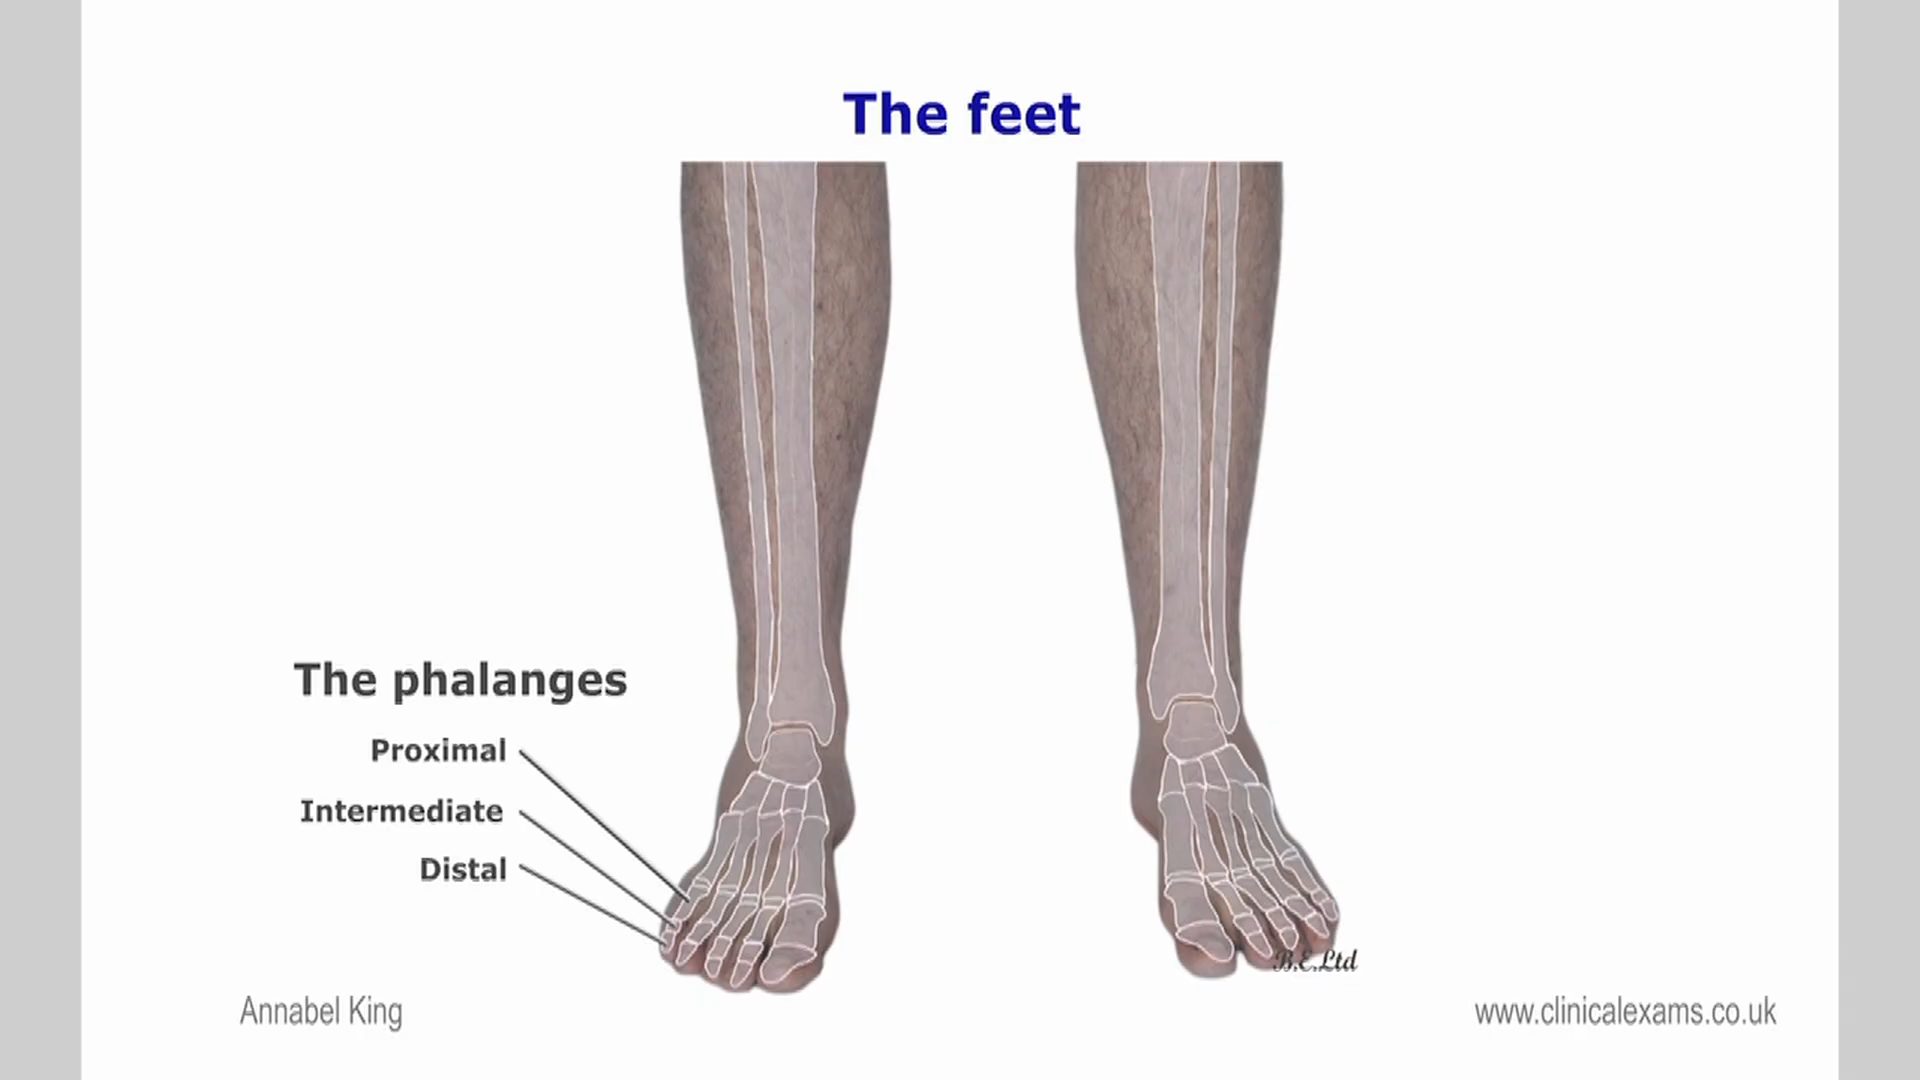 The feet
The phalanges
Proximal
Intermediate
Distal
B.E.Ltd
Annabel King
www.clinicalexams.co.uk